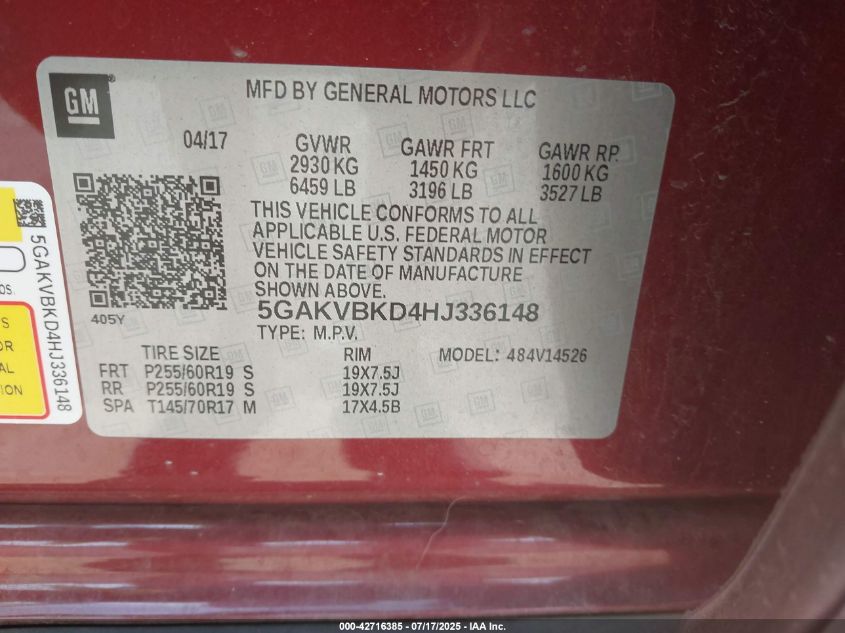 GM
®
MFD BY GENERAL MOTORS LLC
04/17
GVWR
2930 KG
6459 LB
GAWR FRT
1450 KG
3196 LB
GAWR RR
1600 KG
3527 LB
THIS VEHICLE CONFORMS TO ALL
APPLICABLE U.S. FEDERAL MOTOR
VEHICLE SAFETY STANDARDS IN EFFECT
ON THE DATE OF MANUFACTURE
SHOWN ABOVE.
5GAKVBKD4HJ336148
TYPE: M.P.V.
405Y
TIRE SIZE RIM MODEL: 484V14526
FRT P255/60R19 S 19X7.5J
RR P255/60R19 S 19X7.5J
SPA T145/70R17 M 17X4.5B
5GAKVBKD4HJ336148
000-42716385 - 07/17/2025 - IAA Inc.